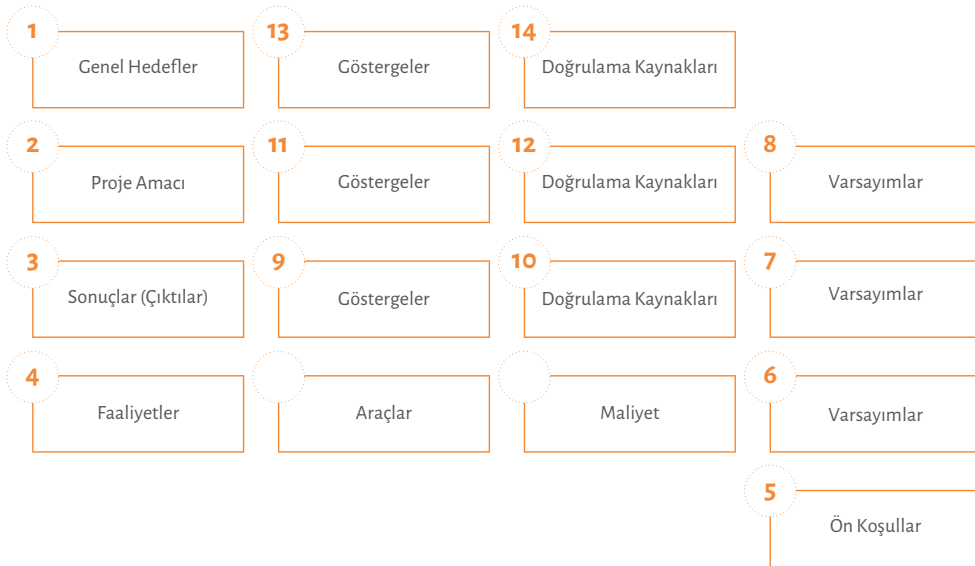 1
Genel Hedefler
13
Göstergeler
14
Doğrulama Kaynakları
2
Proje Amacı
11
Göstergeler
12
Doğrulama Kaynakları
8
Varsayımlar
3
Sonuçlar (Çıktılar)
9
Göstergeler
10
Doğrulama Kaynakları
7
Varsayımlar
4
Faaliyetler
Araçlar
Maliyet
6
Varsayımlar
5
Ön Koşullar